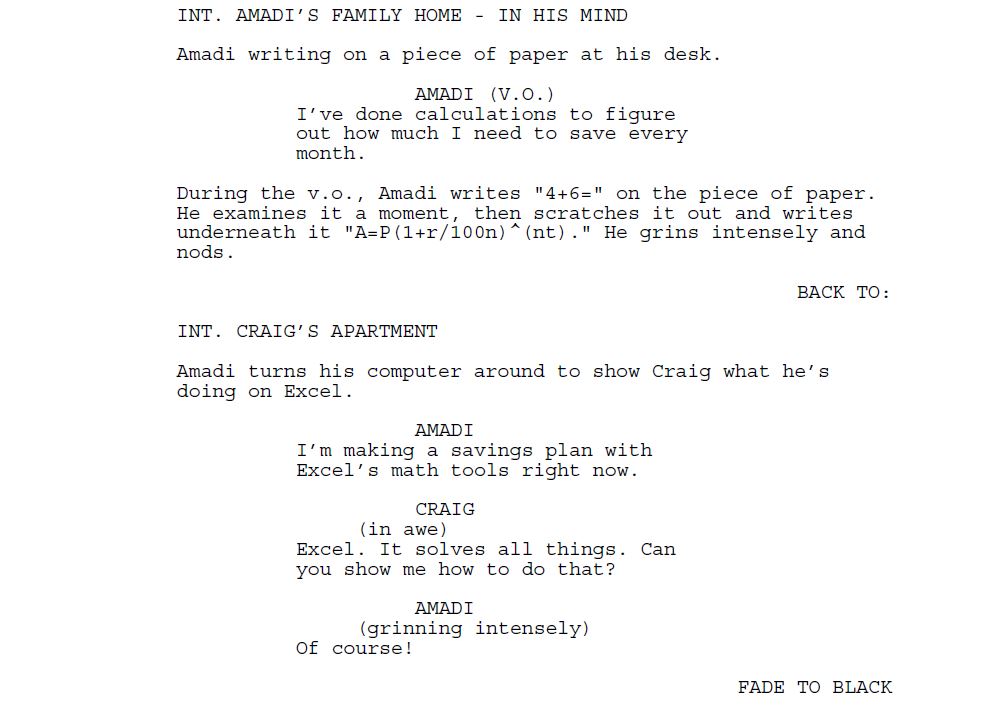 INT. AMADI’S FAMILY HOME - IN HIS MIND
Amadi writing on a piece of paper at his desk.
AMADI (V.O.)
I’ve done calculations to figure
out how much I need to save every
month.
During the v.o., Amadi writes "4+6=" on the piece of paper.
He examines it a moment, then scratches it out and writes
underneath it "A=P(1+r/100n)^(nt)." He grins intensely and
nods.
BACK TO:
INT. CRAIG’S APARTMENT
Amadi turns his computer around to show Craig what he’s
doing on Excel.
AMADI
I’m making a savings plan with
Excel’s math tools right now.
CRAIG
(in awe)
Excel. It solves all things. Can
you show me how to do that?
AMADI
(grinning intensely)
Of course!
FADE TO BLACK